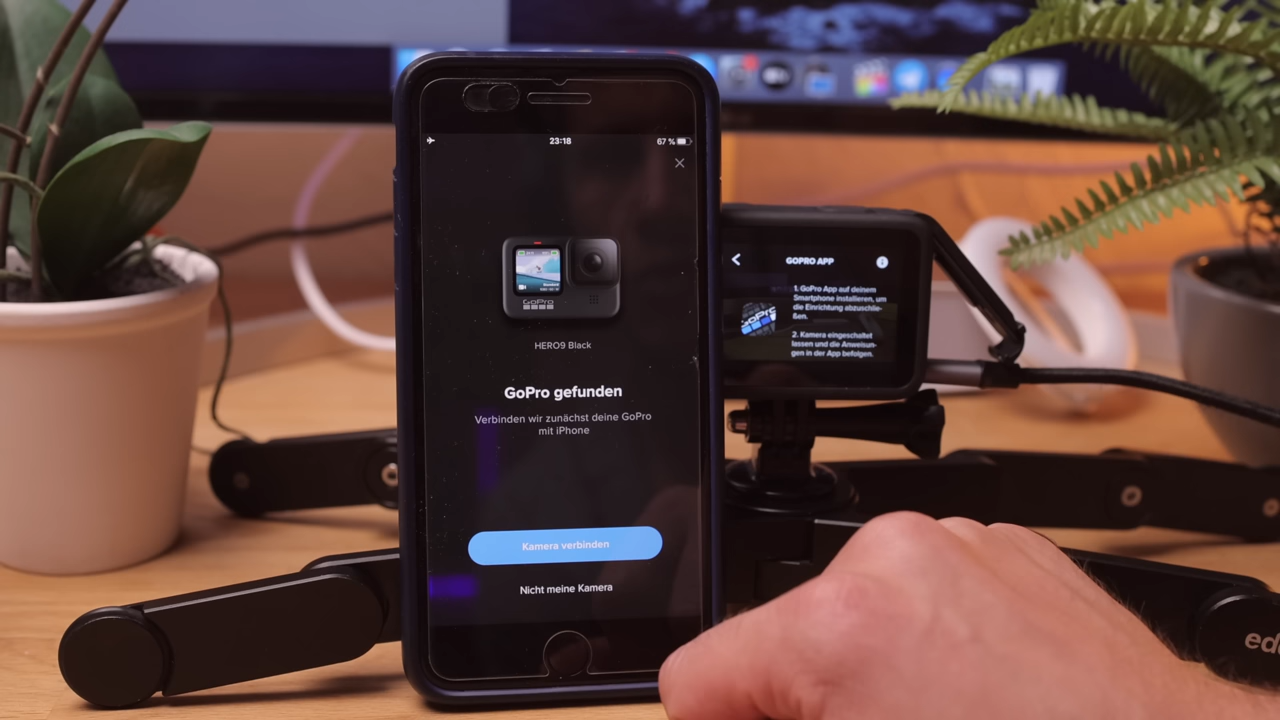 23:18
67 %
GoPro
HERO9 Black
GoPro gefunden
Verbinden wir zunächst deine GoPro
mit iPhone
Kamera verbinden
Nicht meine Kamera
GOPRO APP
1. GoPro App auf deinem
Smartphone installieren, um
die Einrichtung abzuschlie-
ßen.
2. Kamera eingeschaltet
lassen und die Anweisun-
gen in der App befolgen.
GoPro